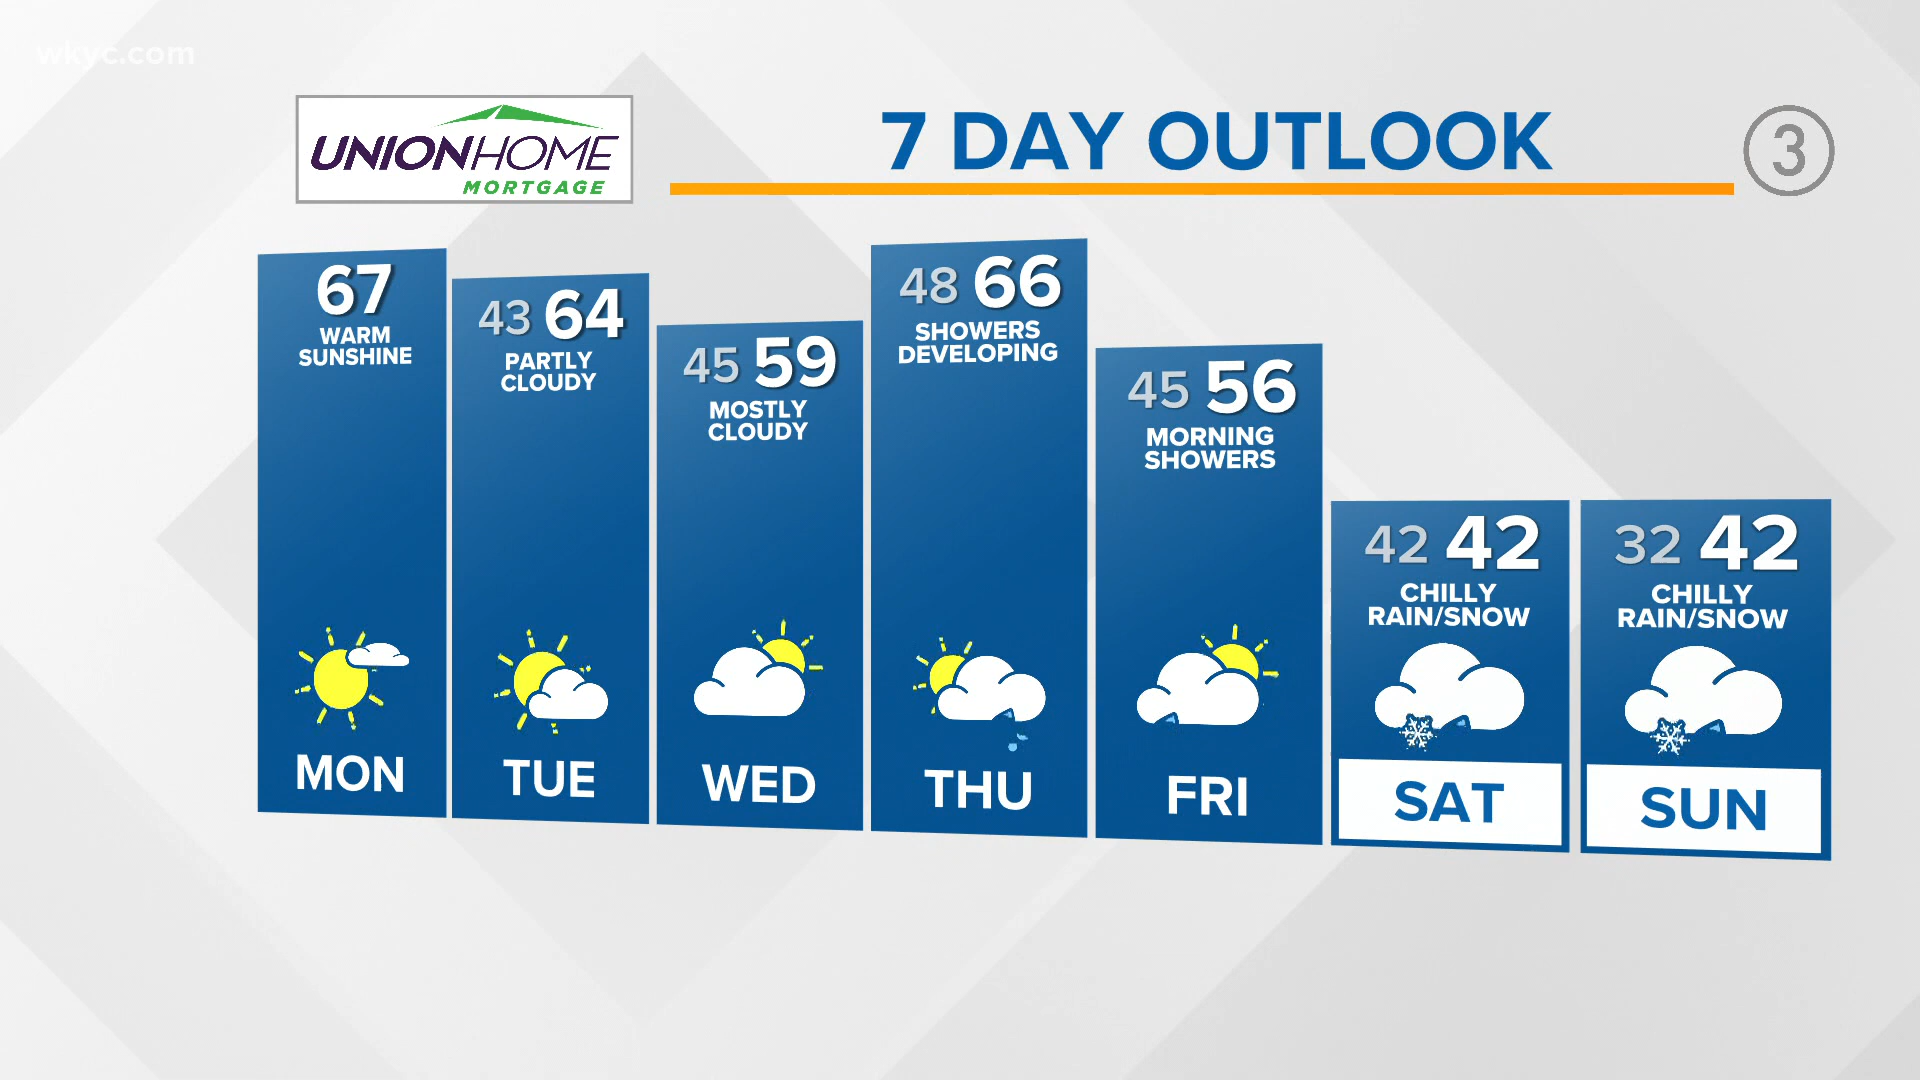 wkyc.com
UNIONHOME
MORTGAGE
7 DAY OUTLOOK
3
67
WARM
SUNSHINE
MON
43 64
PARTLY
CLOUDY
TUE
45 59
MOSTLY
CLOUDY
WED
48 66
SHOWERS
DEVELOPING
THU
45 56
MORNING
SHOWERS
FRI
42 42
CHILLY
RAIN/SNOW
SAT
32 42
CHILLY
RAIN/SNOW
SUN